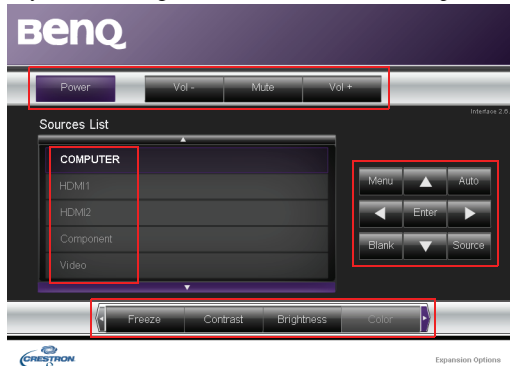 BenQ
Power
Vol -
Mute
Vol +
Interface 2.6
Sources List
COMPUTER
HDMI1
HDMI2
Component
Video
Menu
Auto
Enter
Blank
Source
Freeze
Contrast
Brightness
Color
CRESTRON
Expansion Options